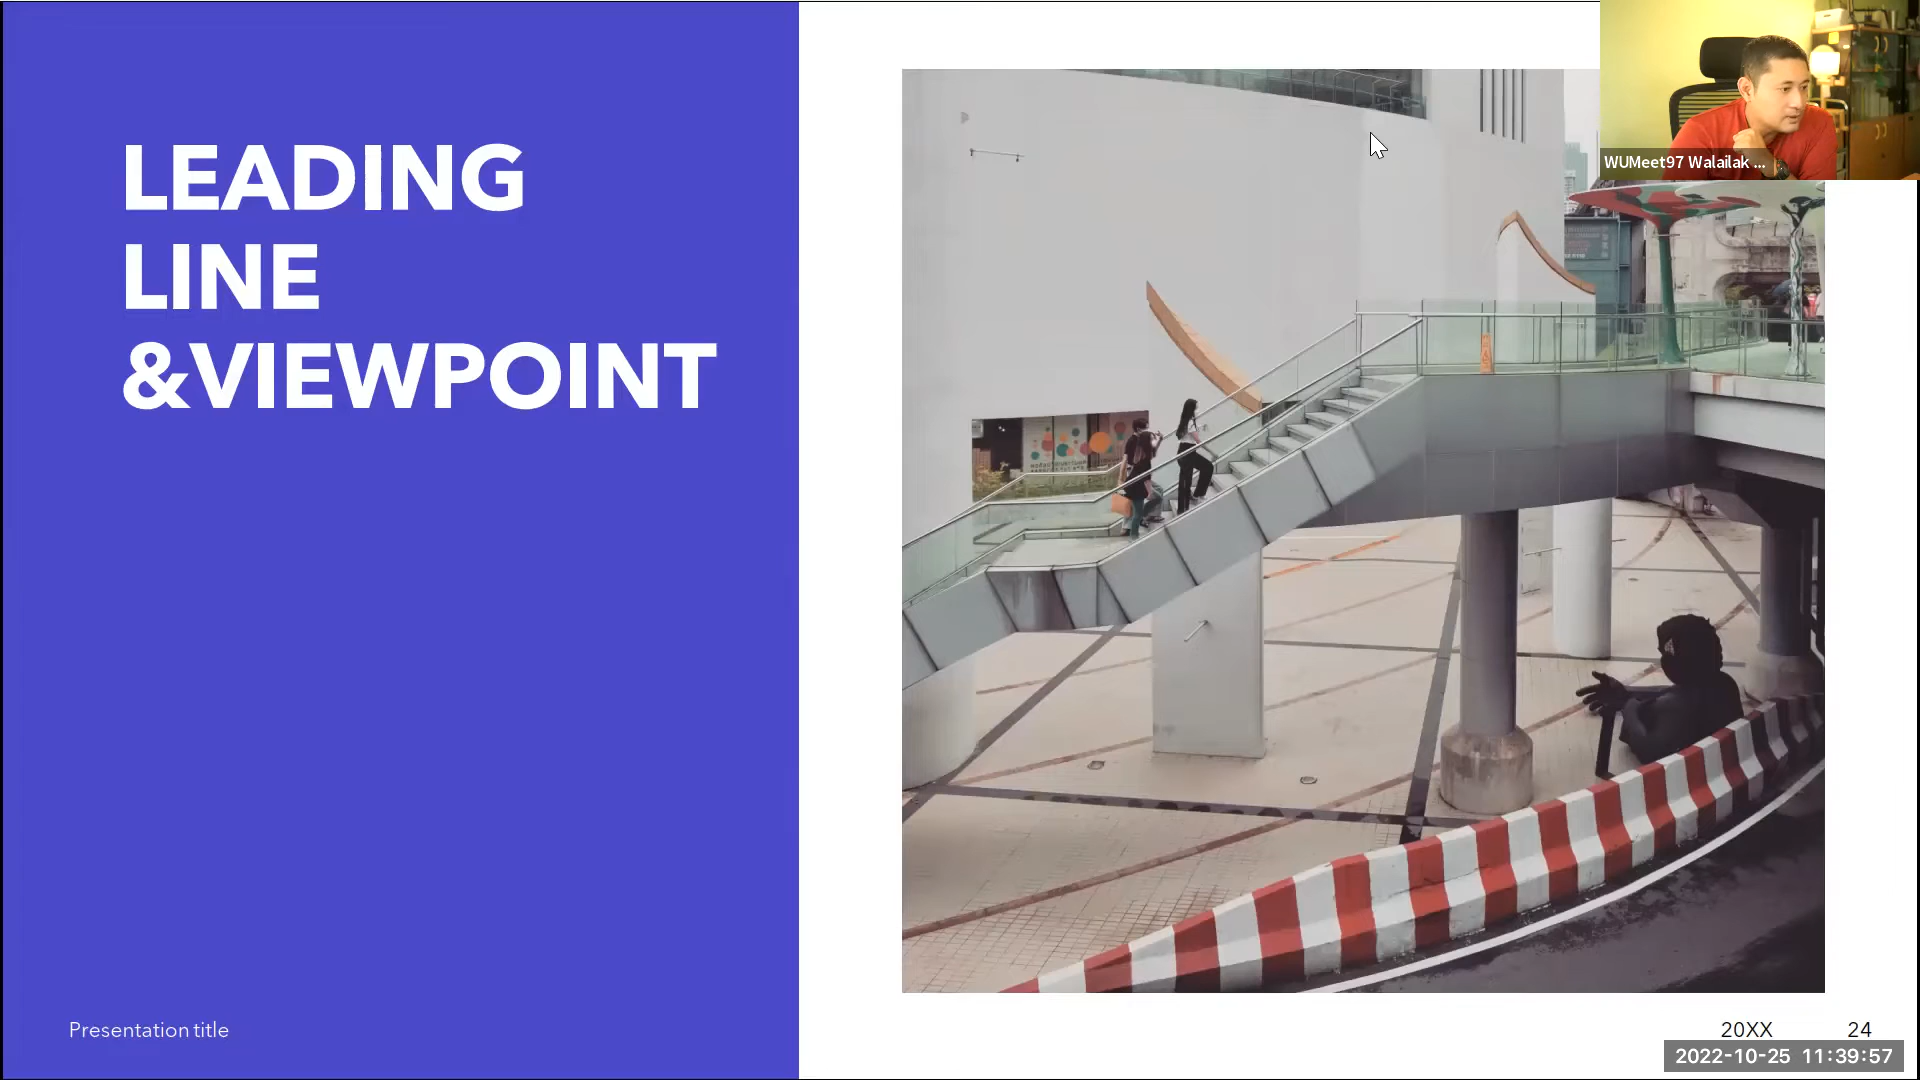 LEADING
LINE
&VIEWPOINT
WUMeet97 Walailak ...
Presentation title
20XX
24
2022-10-25 11:39:57